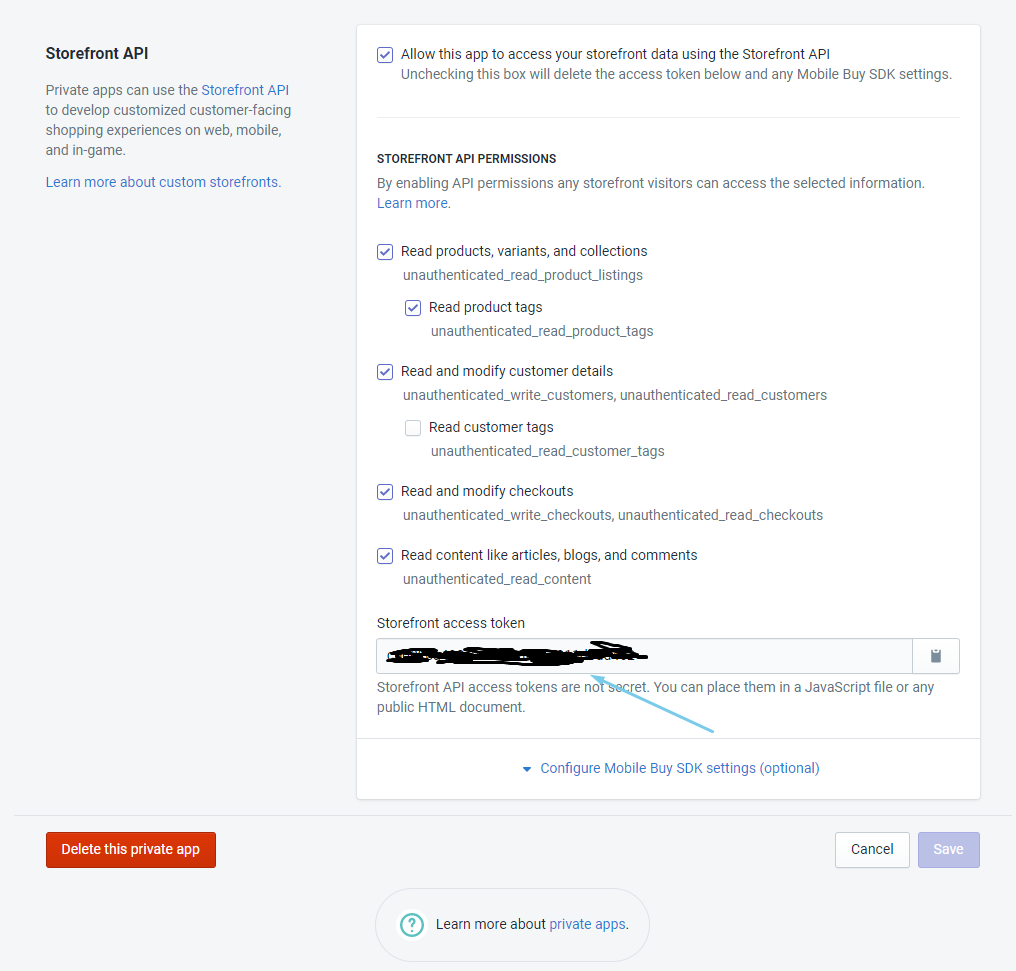 Storefront API
Private apps can use the Storefront API
to develop customized customer-facing
shopping experiences on web, mobile,
and in-game.
Learn more about custom storefronts.
Allow this app to access your storefront data using the Storefront API
Unchecking this box will delete the access token below and any Mobile Buy SDK settings.
STOREFRONT API PERMISSIONS
By enabling API permissions any storefront visitors can access the selected information.
Learn more.
Read products, variants, and collections
unauthenticated_read_product_listings
Read product tags
unauthenticated_read_product_tags
Read and modify customer details
unauthenticated_write_customers, unauthenticated_read_customers
Read customer tags
unauthenticated_read_customer_tags
Read and modify checkouts
unauthenticated_write_checkouts, unauthenticated_read_checkouts
Read content like articles, blogs, and comments
unauthenticated_read_content
Storefront access token
Storefront API access tokens are not secret. You can place them in a JavaScript file or any
public HTML document.
Configure Mobile Buy SDK settings (optional)
Delete this private app
Cancel
Save
Learn more about private apps.